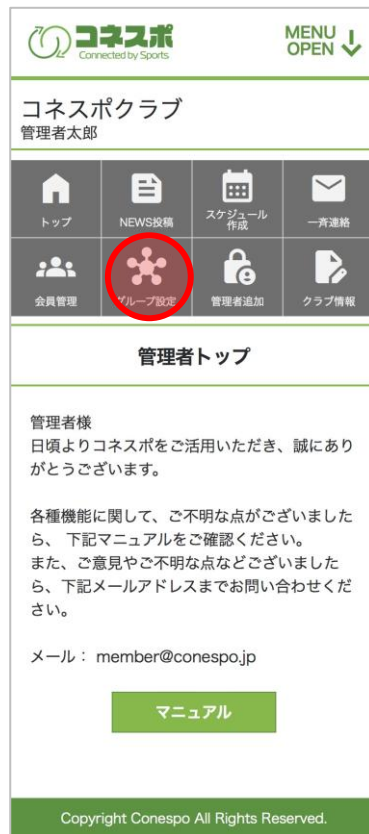 コネスポ
Connected by Sports
MENU
OPEN
コネスポクラブ
管理者太郎
トップ
NEWS投稿
スケジュール
作成
一斉連絡
会員管理
グループ設定
管理者追加
クラブ情報
管理者トップ
管理者様
日頃よりコネスポをご活用いただき、誠にあり
がとうございます。
各種機能に関して、ご不明な点がございました
ら、 下記マニュアルをご確認ください。
また、ご意見やご不明な点などございました
ら、下記メールアドレスまでお問い合わせくだ
さい。
メール： member@conespo.jp
マニュアル
Copyright Conespo All Rights Reserved.